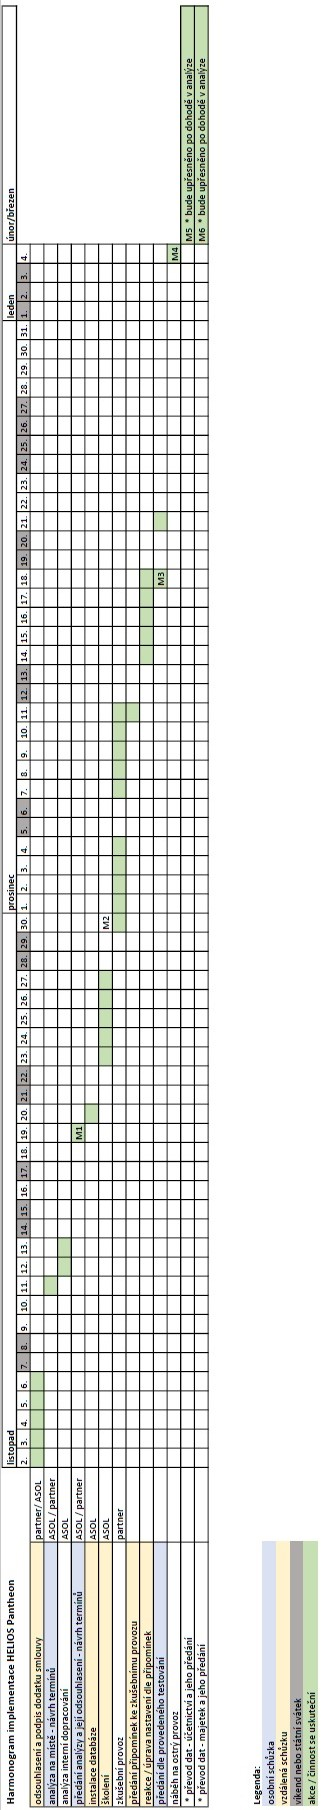 Harmonogram implementace HELIOS Pantheon
listopad prosinec leden únor/březen
2. 3. 4. 5. 6. 7. 8. 9. 10. 11. 12. 13. 14. 15. 16. 17. 18. 19. 20. 21. 22. 23. 24. 25. 26. 27. 28. 29. 30. 1. 2. 3. 4. 5. 6. 7. 8. 9. 10. 11. 12. 13. 14. 15. 16. 17. 18. 19. 20. 21. 22. 23. 24. 25. 26. 27. 28. 29. 30. 31. 1. 2. 3. 4.
odsouhlasení a podpis dodatku smlouvy partner/ ASOL
analýza na místě - návrh termínů ASOL / partner
analýza interní dopracování ASOL
předání analýzy a její odsouhlasení - návrh termínů ASOL / partner M1
instalace databáze ASOL
školení ASOL M2
zkušební provoz partner
předání připomínek ke zkušebnímu provozu
reakce / úprava nastavení dle připomínek
předání dle provedeného testování M3
náběh na ostrý provoz M4
* převod dat - účetnictví a jeho předání M5 * bude upřesněno po dohodě v analýze
* převod dat - majetek a jeho předání M6 * bude upřesněno po dohodě v analýze
Legenda:
osobní schůzka
vzdálená schůzka
víkend nebo státní svátek
akce / činnost se uskuteční